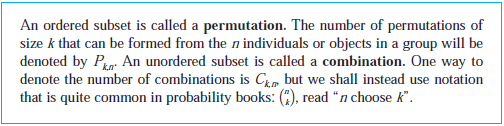 An ordered subset is called a permutation. The number of permutations of
size k that can be formed from the n individuals or objects in a group will be
denoted by Pₖ,ₙ. An unordered subset is called a combination. One way to
denote the number of combinations is Cₖ,ₙ, but we shall instead use notation
that is quite common in probability books: (ⁿₖ), read “n choose k”.